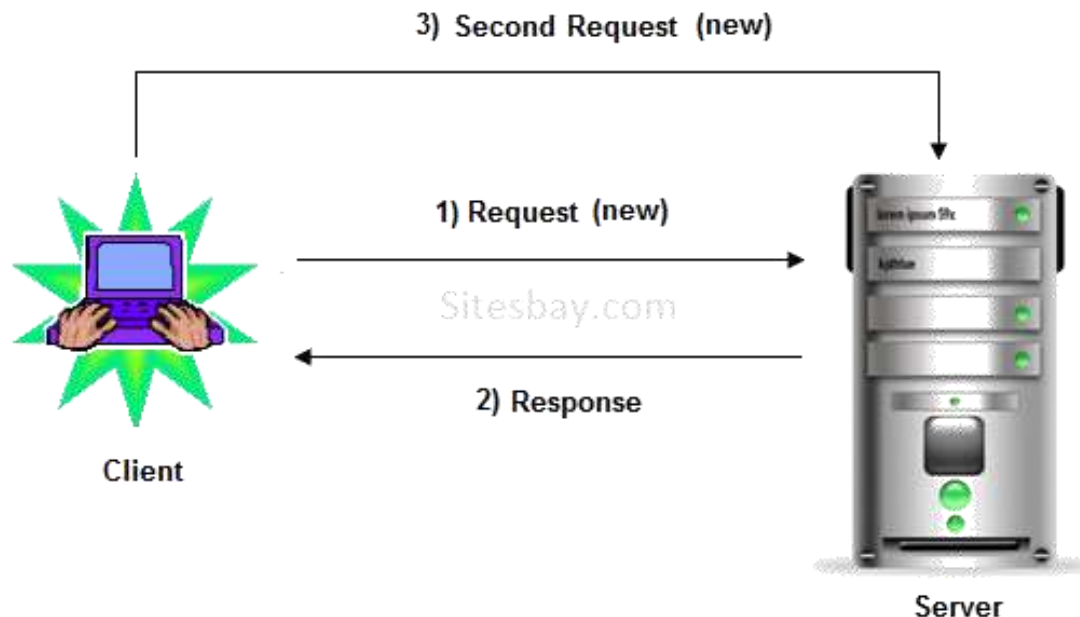 3) Second Request (new)
1) Request (new)
Sitesbay.com
2) Response
Client
Server